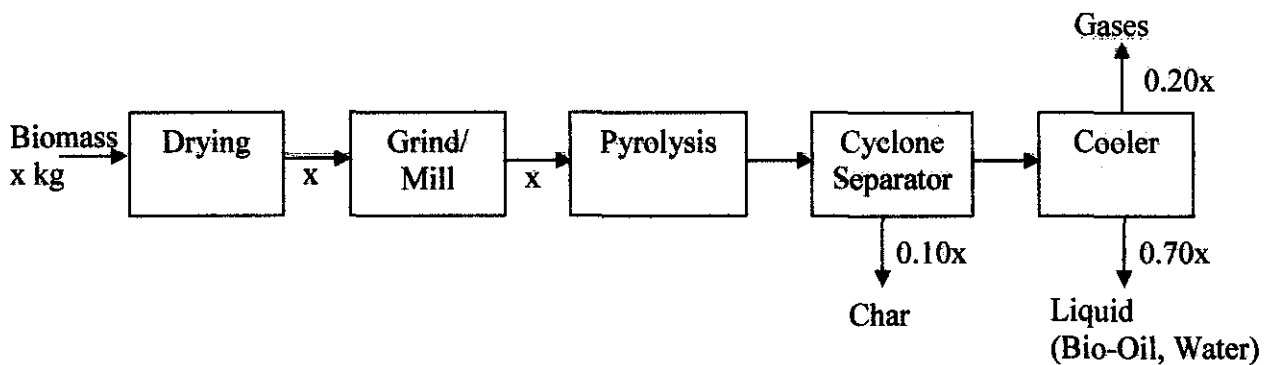 Gases
0.20x
Biomass
x kg
Drying
x
Grind/
Mill
x
Pyrolysis
Cyclone
Separator
Cooler
0.10x
0.70x
Char
Liquid
(Bio-Oil, Water)